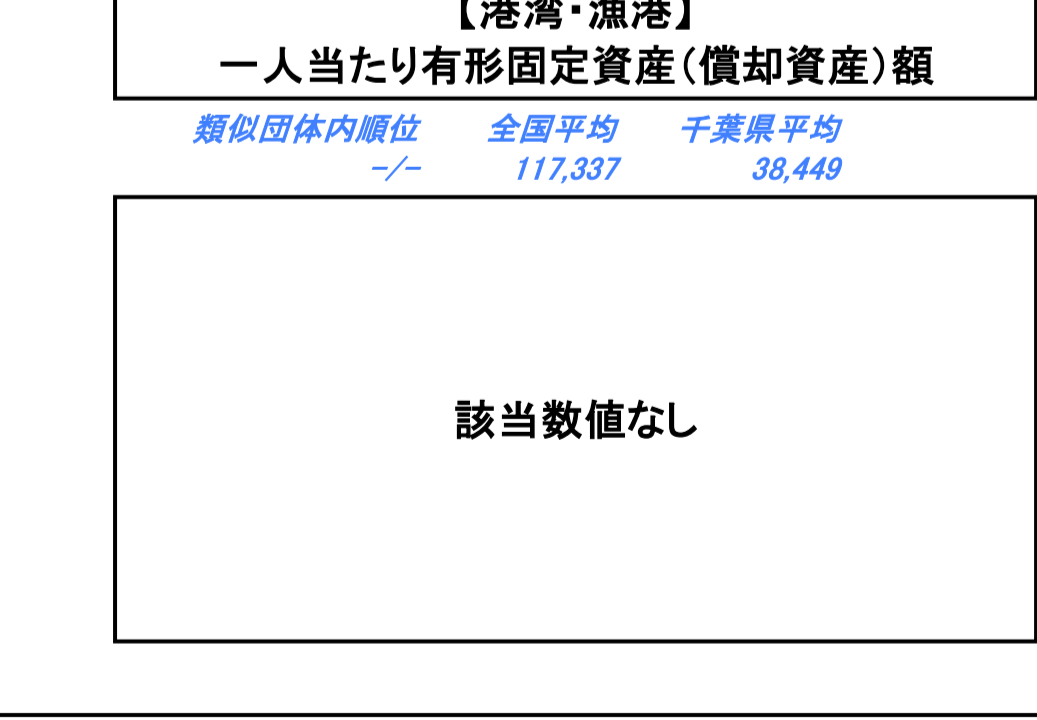 【港湾・漁港】
一人当たり有形固定資産(償却資産)額
類似団体内順位 全国平均 千葉県平均
-/- 117,337 38,449
該当数値なし